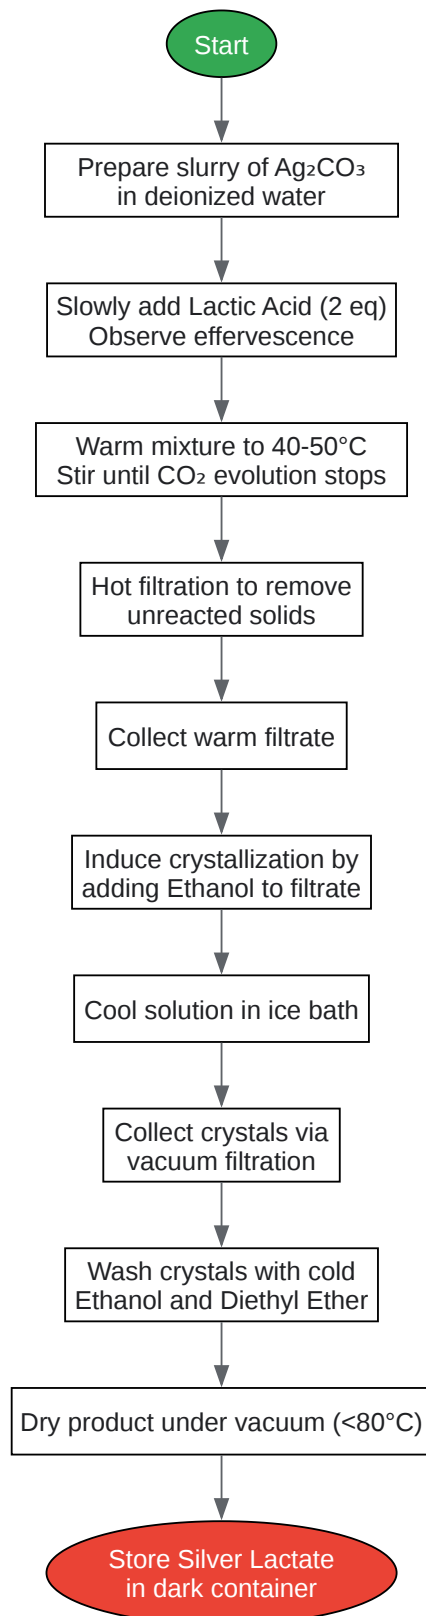 Start
Prepare slurry of Ag₂CO₃
in deionized water
Slowly add Lactic Acid (2 eq)
Observe effervescence
Warm mixture to 40-50°C
Stir until CO₂ evolution stops
Hot filtration to remove
unreacted solids
Collect warm filtrate
Induce crystallization by
adding Ethanol to filtrate
Cool solution in ice bath
Collect crystals via
vacuum filtration
Wash crystals with cold
Ethanol and Diethyl Ether
Dry product under vacuum (<80°C)
Store Silver Lactate
in dark container